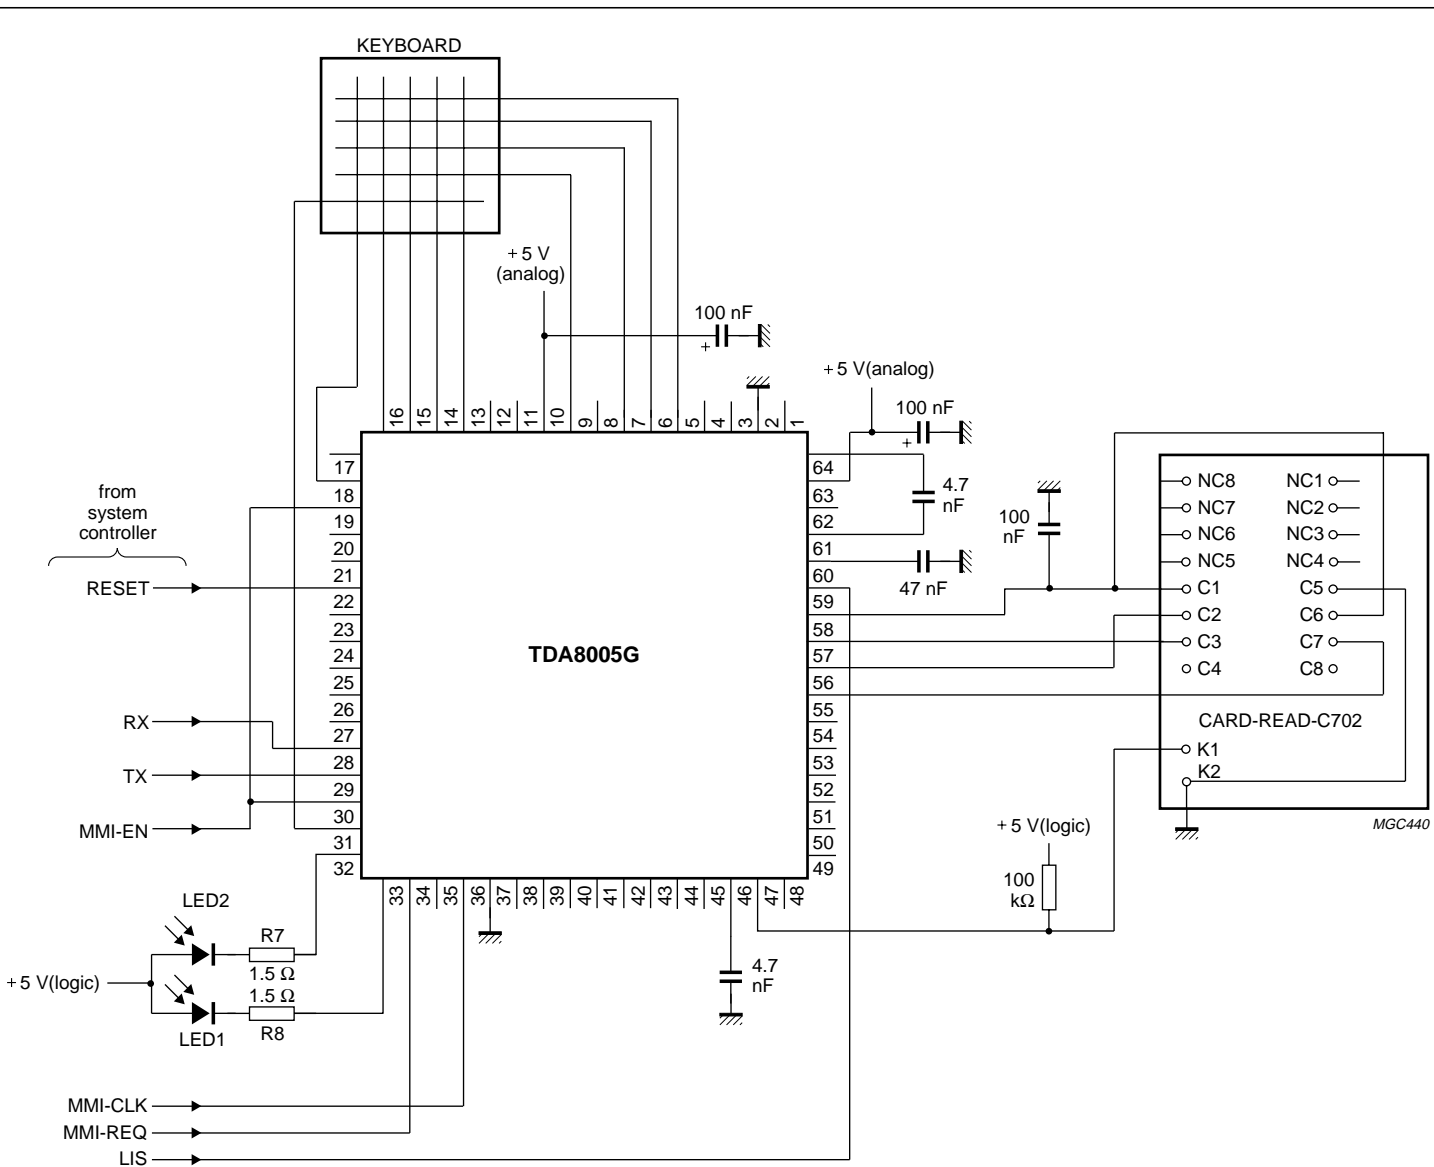 KEYBOARD
+5 V
(analog)
100 nF
+
+5 V(analog)
100 nF
+
16
15
14
13
12
11
10
9
8
7
6
5
4
3
2
1
17
18
19
20
21
22
23
24
25
26
27
28
29
30
31
32
64
63
62
61
60
59
58
57
56
55
54
53
52
51
50
49
33
34
35
36
37
38
39
40
41
42
43
44
45
46
47
48
TDA8005G
4.7
nF
47 nF
100
nF
from
system
controller
RESET
RX
TX
MMI-EN
NC8 NC1
NC7 NC2
NC6 NC3
NC5 NC4
C1 C5
C2 C6
C3 C7
C4 C8
CARD-READ-C702
K1
K2
MGC440
+5 V(logic)
100
kΩ
LED2
R7
1.5 Ω
+5 V(logic)
1.5 Ω
LED1 R8
4.7
nF
MMI-CLK
MMI-REQ
LIS